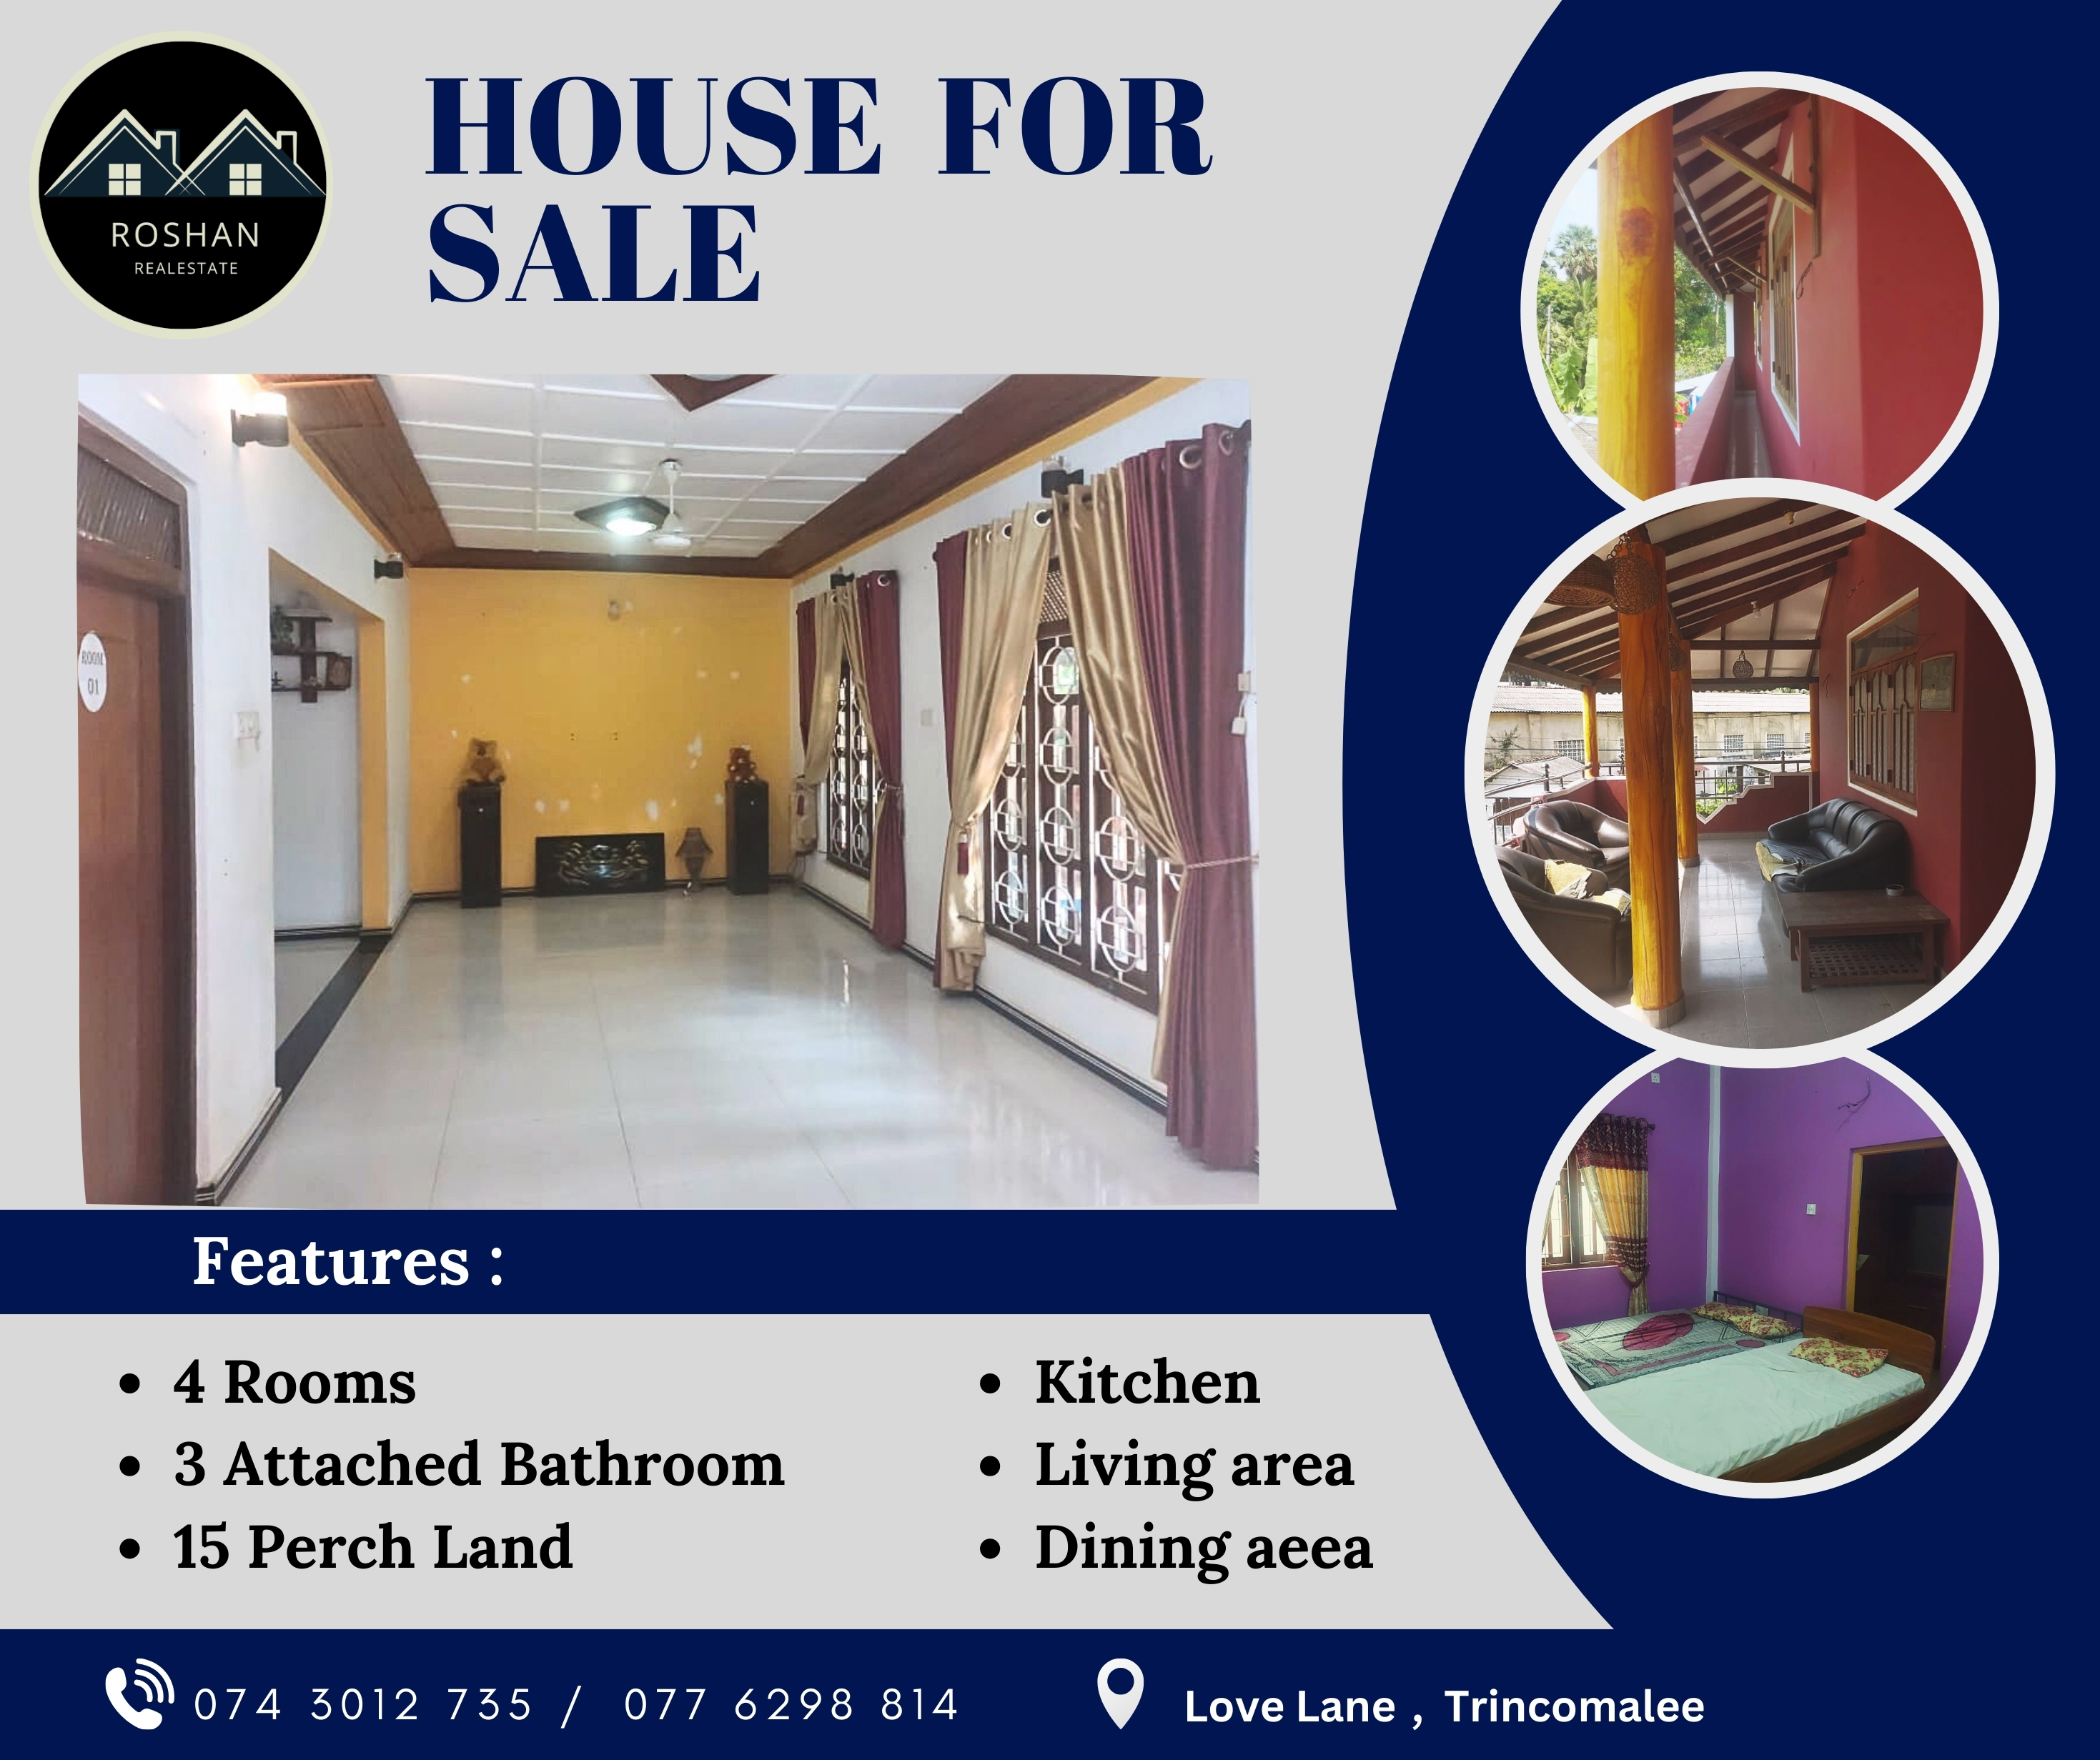 ROSHAN
REALESTATE
HOUSE FOR
SALE
ROOM
01
Features :
• 4 Rooms
• 3 Attached Bathroom
• 15 Perch Land
• Kitchen
• Living area
• Dining aeea
074 3012 735 / 077 6298 814
Love Lane , Trincomalee